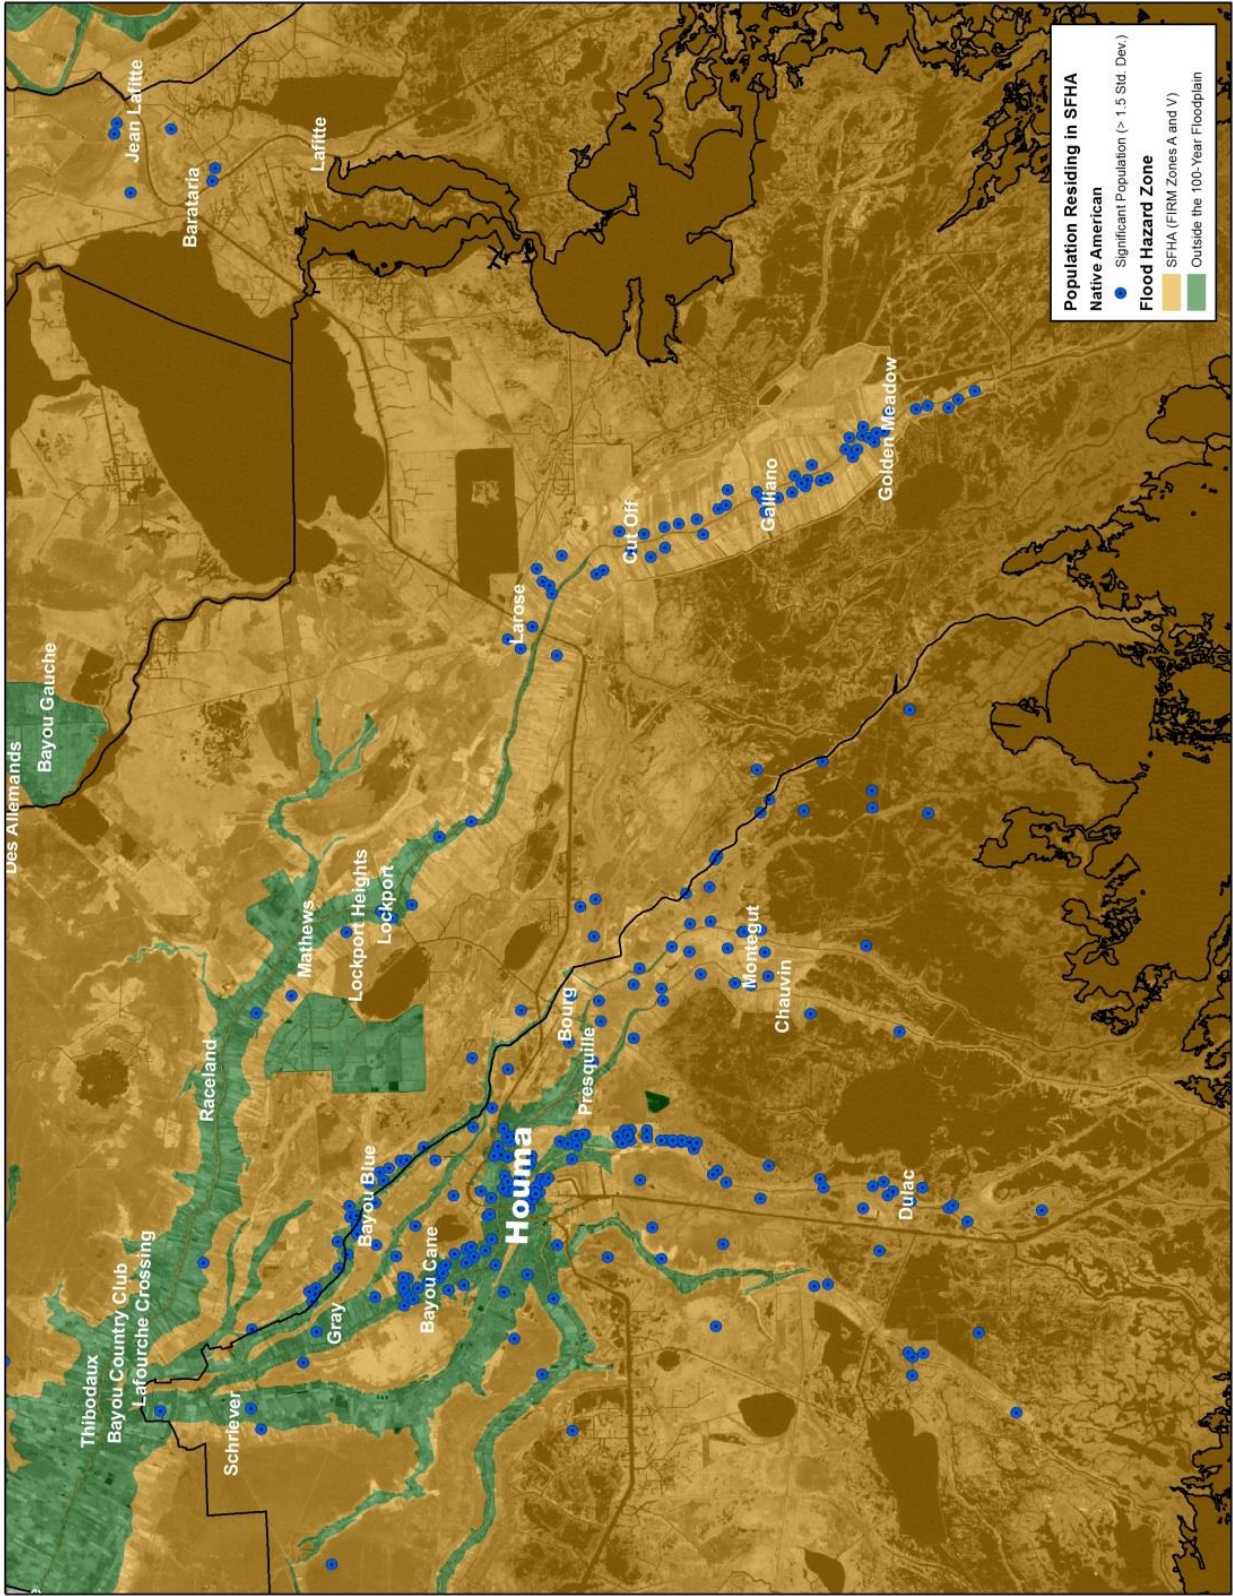 Des Allemands
Bayou Gauche
Jean Lafitte
Barataria
Lafitte
Thibodaux
Bayou Country Club
Lafourche Crossing
Raceland
Mathews
Lockport Heights
Lockport
Schriever
Gray
Bayou Blue
Bayou Cane
Houma
Presquille
Bourg
Larose
Cut Off
Galliano
Golden Meadow
Montegut
Chauvin
Dulac
Population Residing in SFHA
Native American
Significant Population (> 1.5 Std. Dev.)
Flood Hazard Zone
SFHA (FIRM Zones A and V)
Outside the 100-Year Floodplain